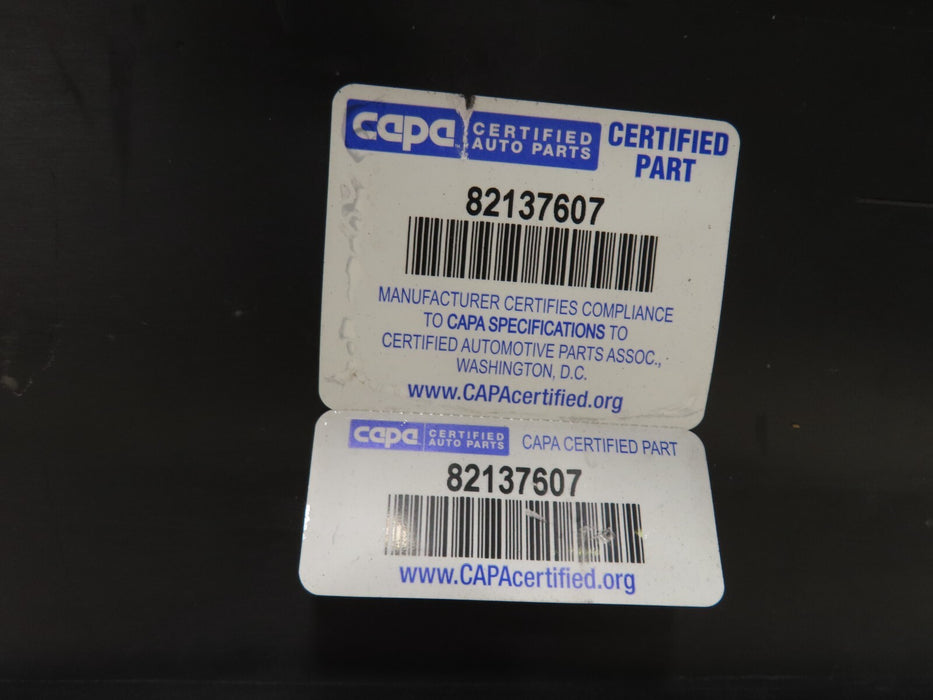 capa CERTIFIED AUTO PARTS
CERTIFIED PART
82137607
MANUFACTURER CERTIFIES COMPLIANCE
TO CAPA SPECIFICATIONS TO
CERTIFIED AUTOMOTIVE PARTS ASSOC.,
WASHINGTON, D.C.
www.CAPAcertified.org
capa CERTIFIED AUTO PARTS CAPA CERTIFIED PART
82137607
www.CAPAcertified.org